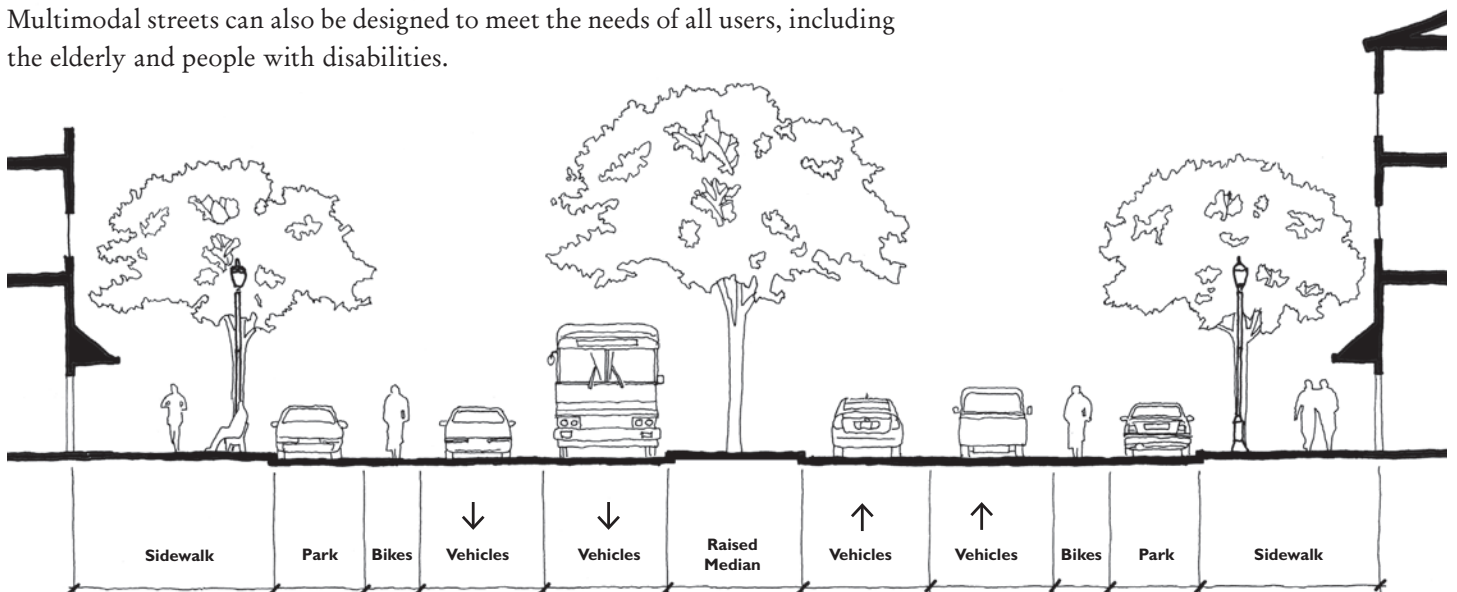 Multimodal streets can also be designed to meet the needs of all users, including
the elderly and people with disabilities.
Sidewalk
Park
Bikes
Vehicles
Vehicles
Raised
Median
Vehicles
Vehicles
Bikes
Park
Sidewalk